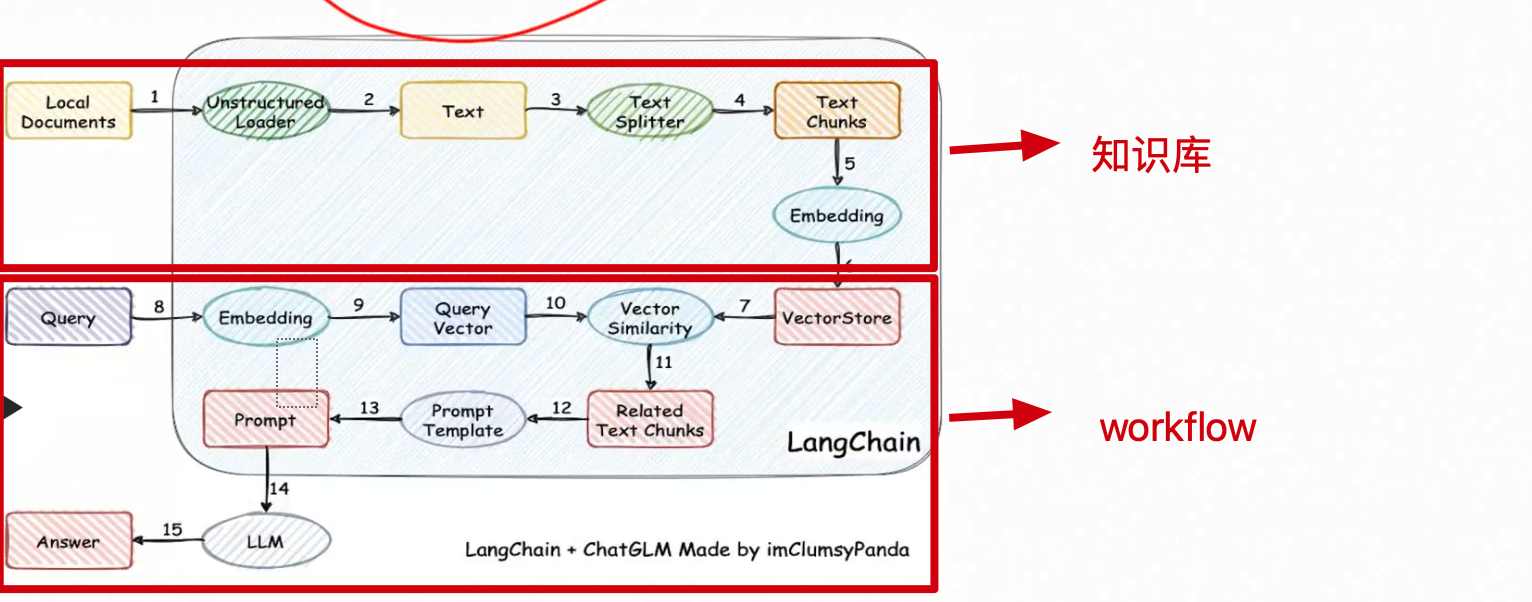 1
2
3
4
Local
Documents
Unstructured
Loader
Text
Text
Splitter
Text
Chunks
知识库
5
Embedding
8
9
10
7
Query
Embedding
Query
Vector
Vector
Similarity
VectorStore
11
13
12
Prompt
Prompt
Template
Related
Text Chunks
LangChain
workflow
14
15
Answer
LLM
LangChain + ChatGLM Made by imClumsyPanda